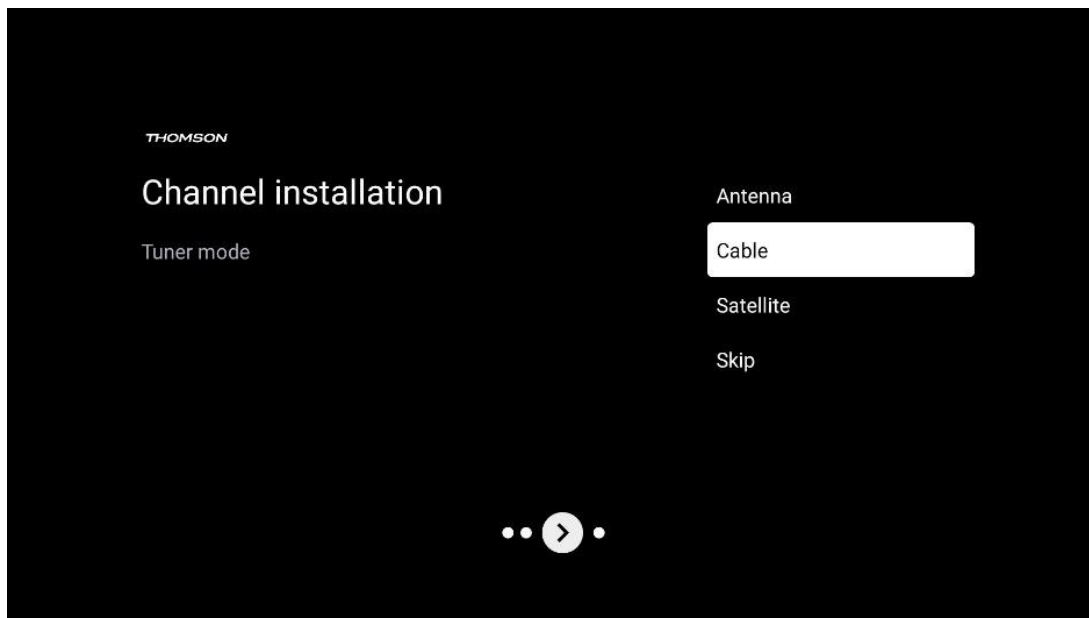 THOMSON
Channel installation
Tuner mode
Antenna
Cable
Satellite
Skip